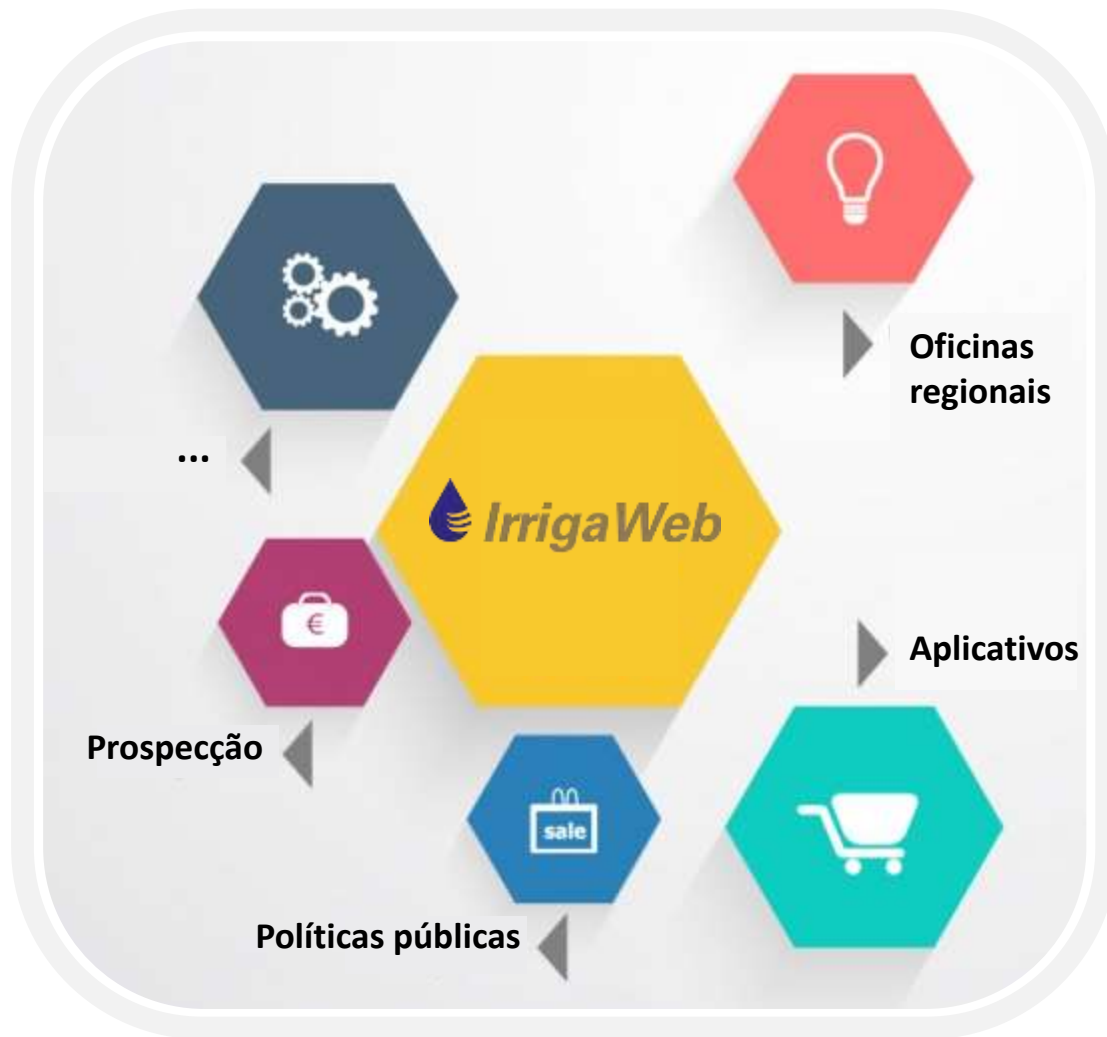 Oficinas
regionais
...
IrrigaWeb
€
Aplicativos
Prospecção
sale
Políticas públicas